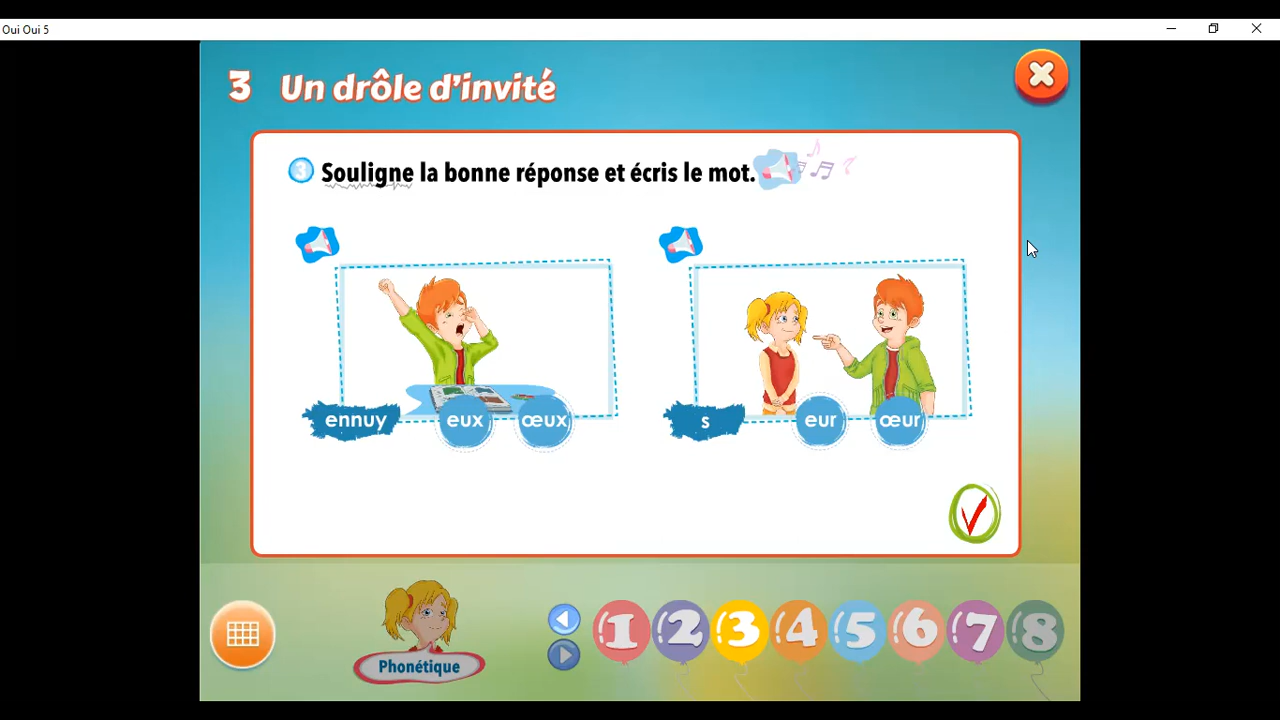 Oui Oui 5
3 Un drôle d'invité
3 Souligne la bonne réponse et écris le mot.
ennuy eux œux
s eur œur
Phonétique
1 2 3 4 5 6 7 8